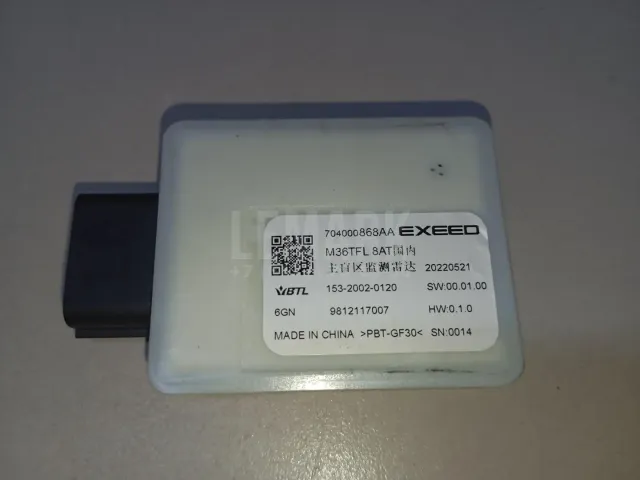 704000868AA EXEED
M36TFL 8AT国内
主盲区监测雷达 20220521
BTL 153-2002-0120 SW:00.01.00
6GN 9812117007 HW:0.1.0
MADE IN CHINA >PBT-GF30< SN:0014